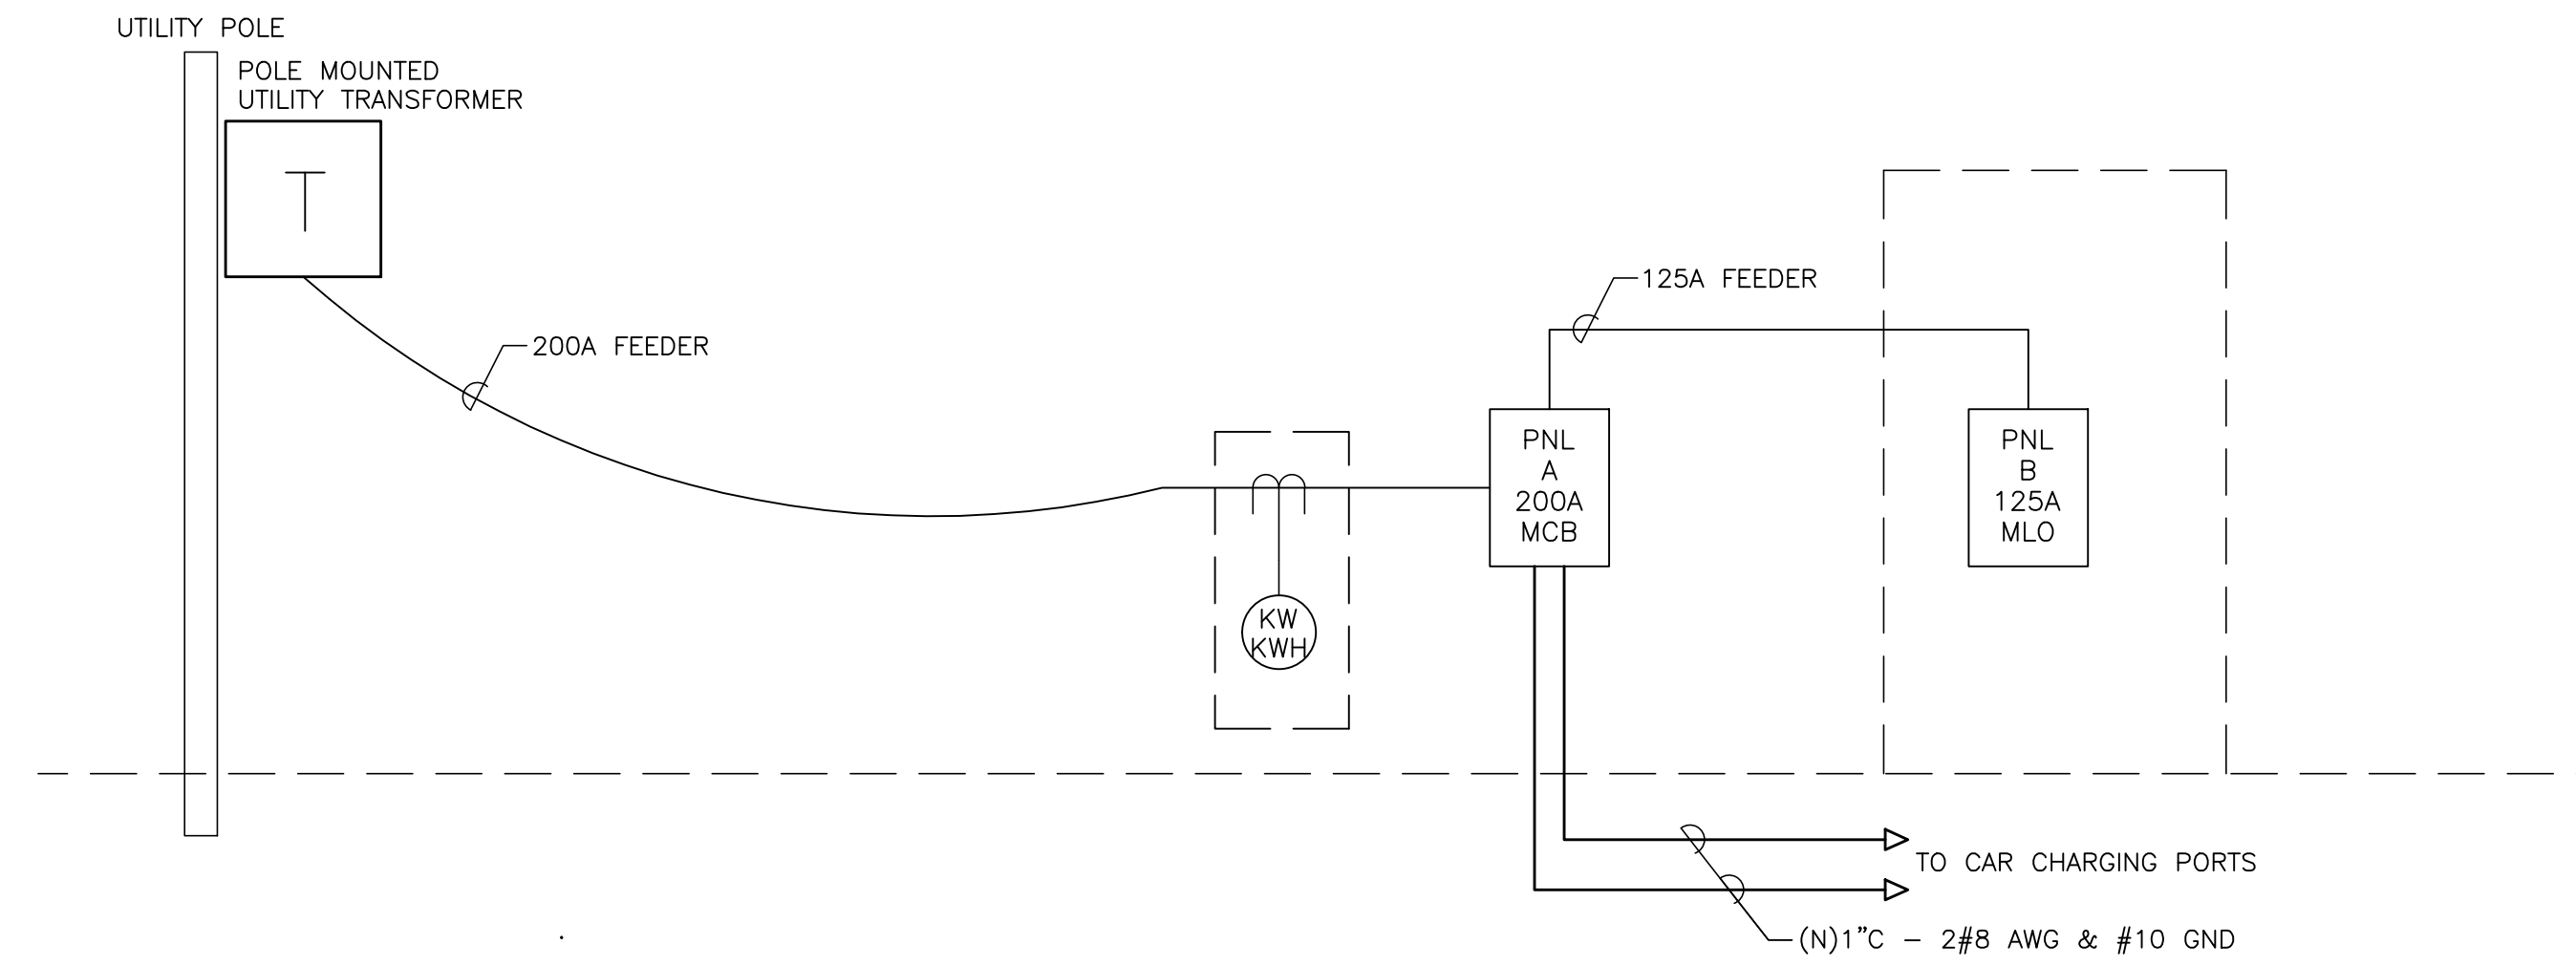 UTILITY POLE
POLE MOUNTED
UTILITY TRANSFORMER
T
200A FEEDER
125A FEEDER
PNL
A
200A
MCB
PNL
B
125A
MLO
KW
KWH
TO CAR CHARGING PORTS
(N)1"C - 2#8 AWG & #10 GND